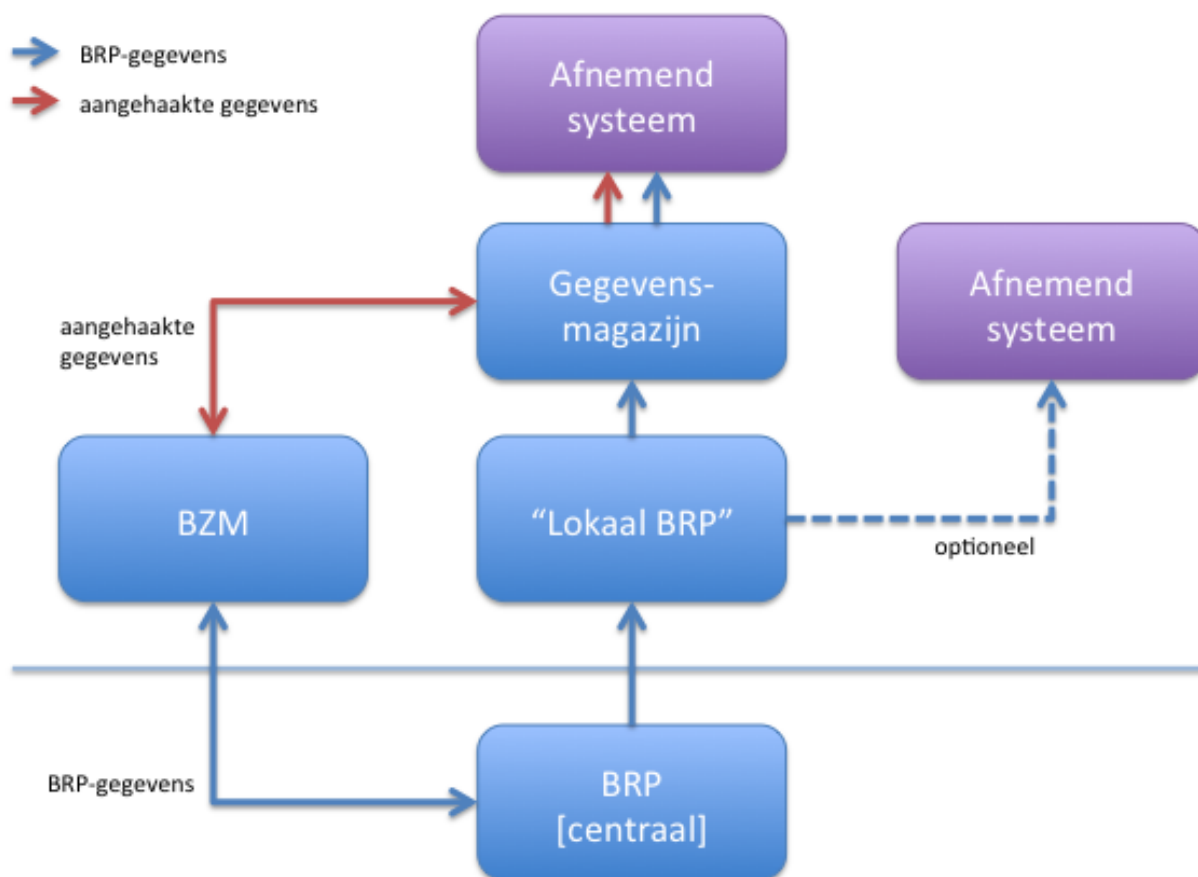 BRP-gegevens
aangehaakte gegevens
Afnemend
systeem
Gegevens-
magazijn
Afnemend
systeem
aangehaakte
gegevens
BZM
“Lokaal BRP”
optioneel
BRP-gegevens
BRP
[centraal]